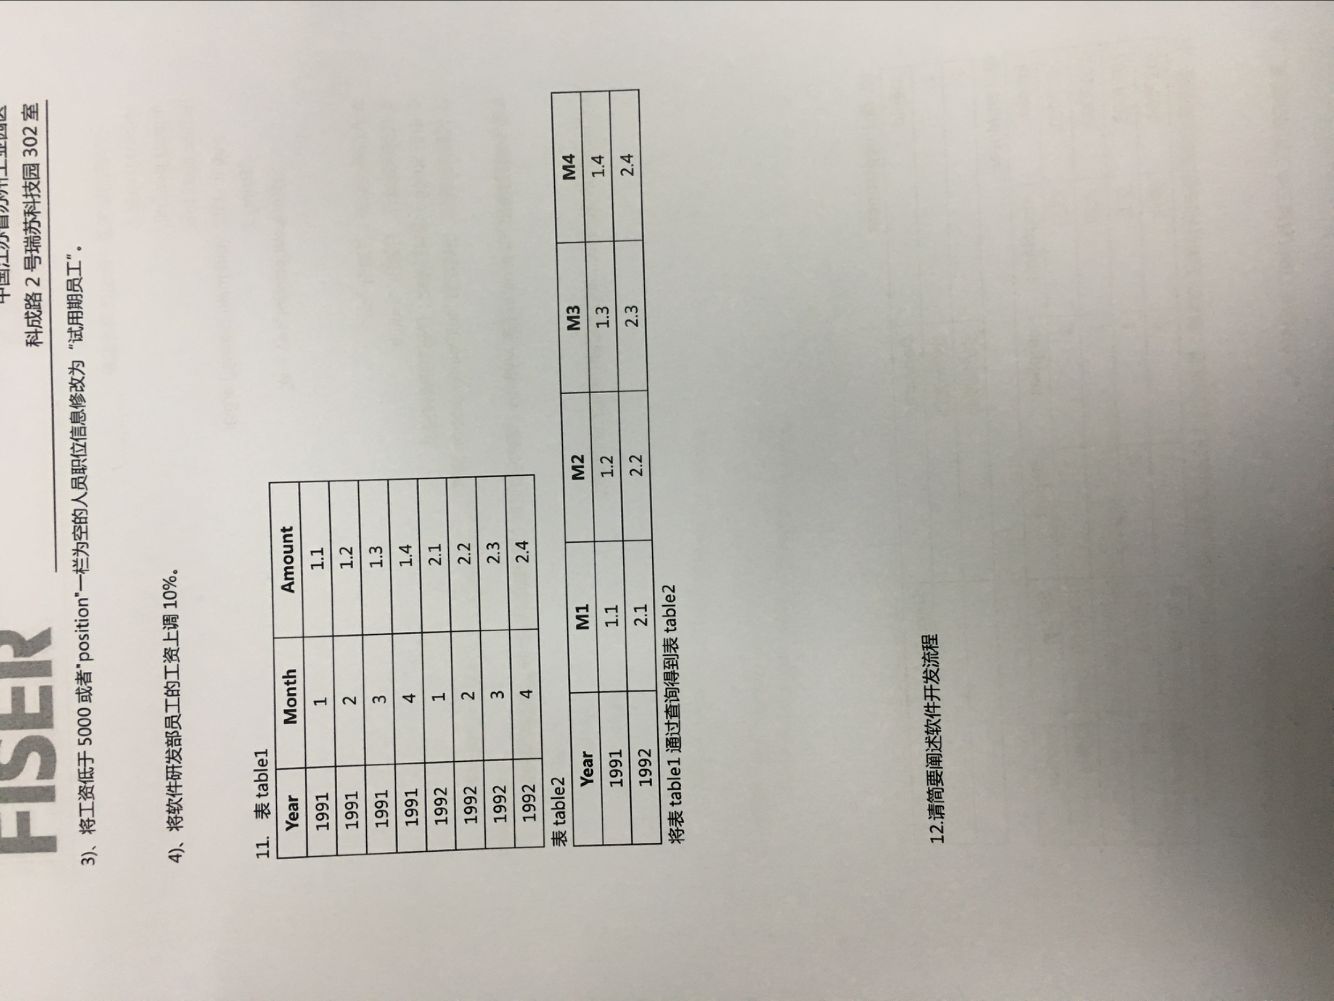 FISER
科成路 2 号瑞苏科技园 302 室
3)、将工资低于 5000 或者"position"一栏为空的人员职位信息修改为“试用期员工”。
4)、将软件研发部员工的工资上调 10%。
11. 表 table1
Year Month Amount
1991 1 1.1
1991 2 1.2
1991 3 1.3
1991 4 1.4
1992 1 2.1
1992 2 2.2
1992 3 2.3
1992 4 2.4
表 table2
Year M1 M2 M3 M4
1991 1.1 1.2 1.3 1.4
1992 2.1 2.2 2.3 2.4
将表 table1 通过查询得到表 table2
12.请简要阐述软件开发流程